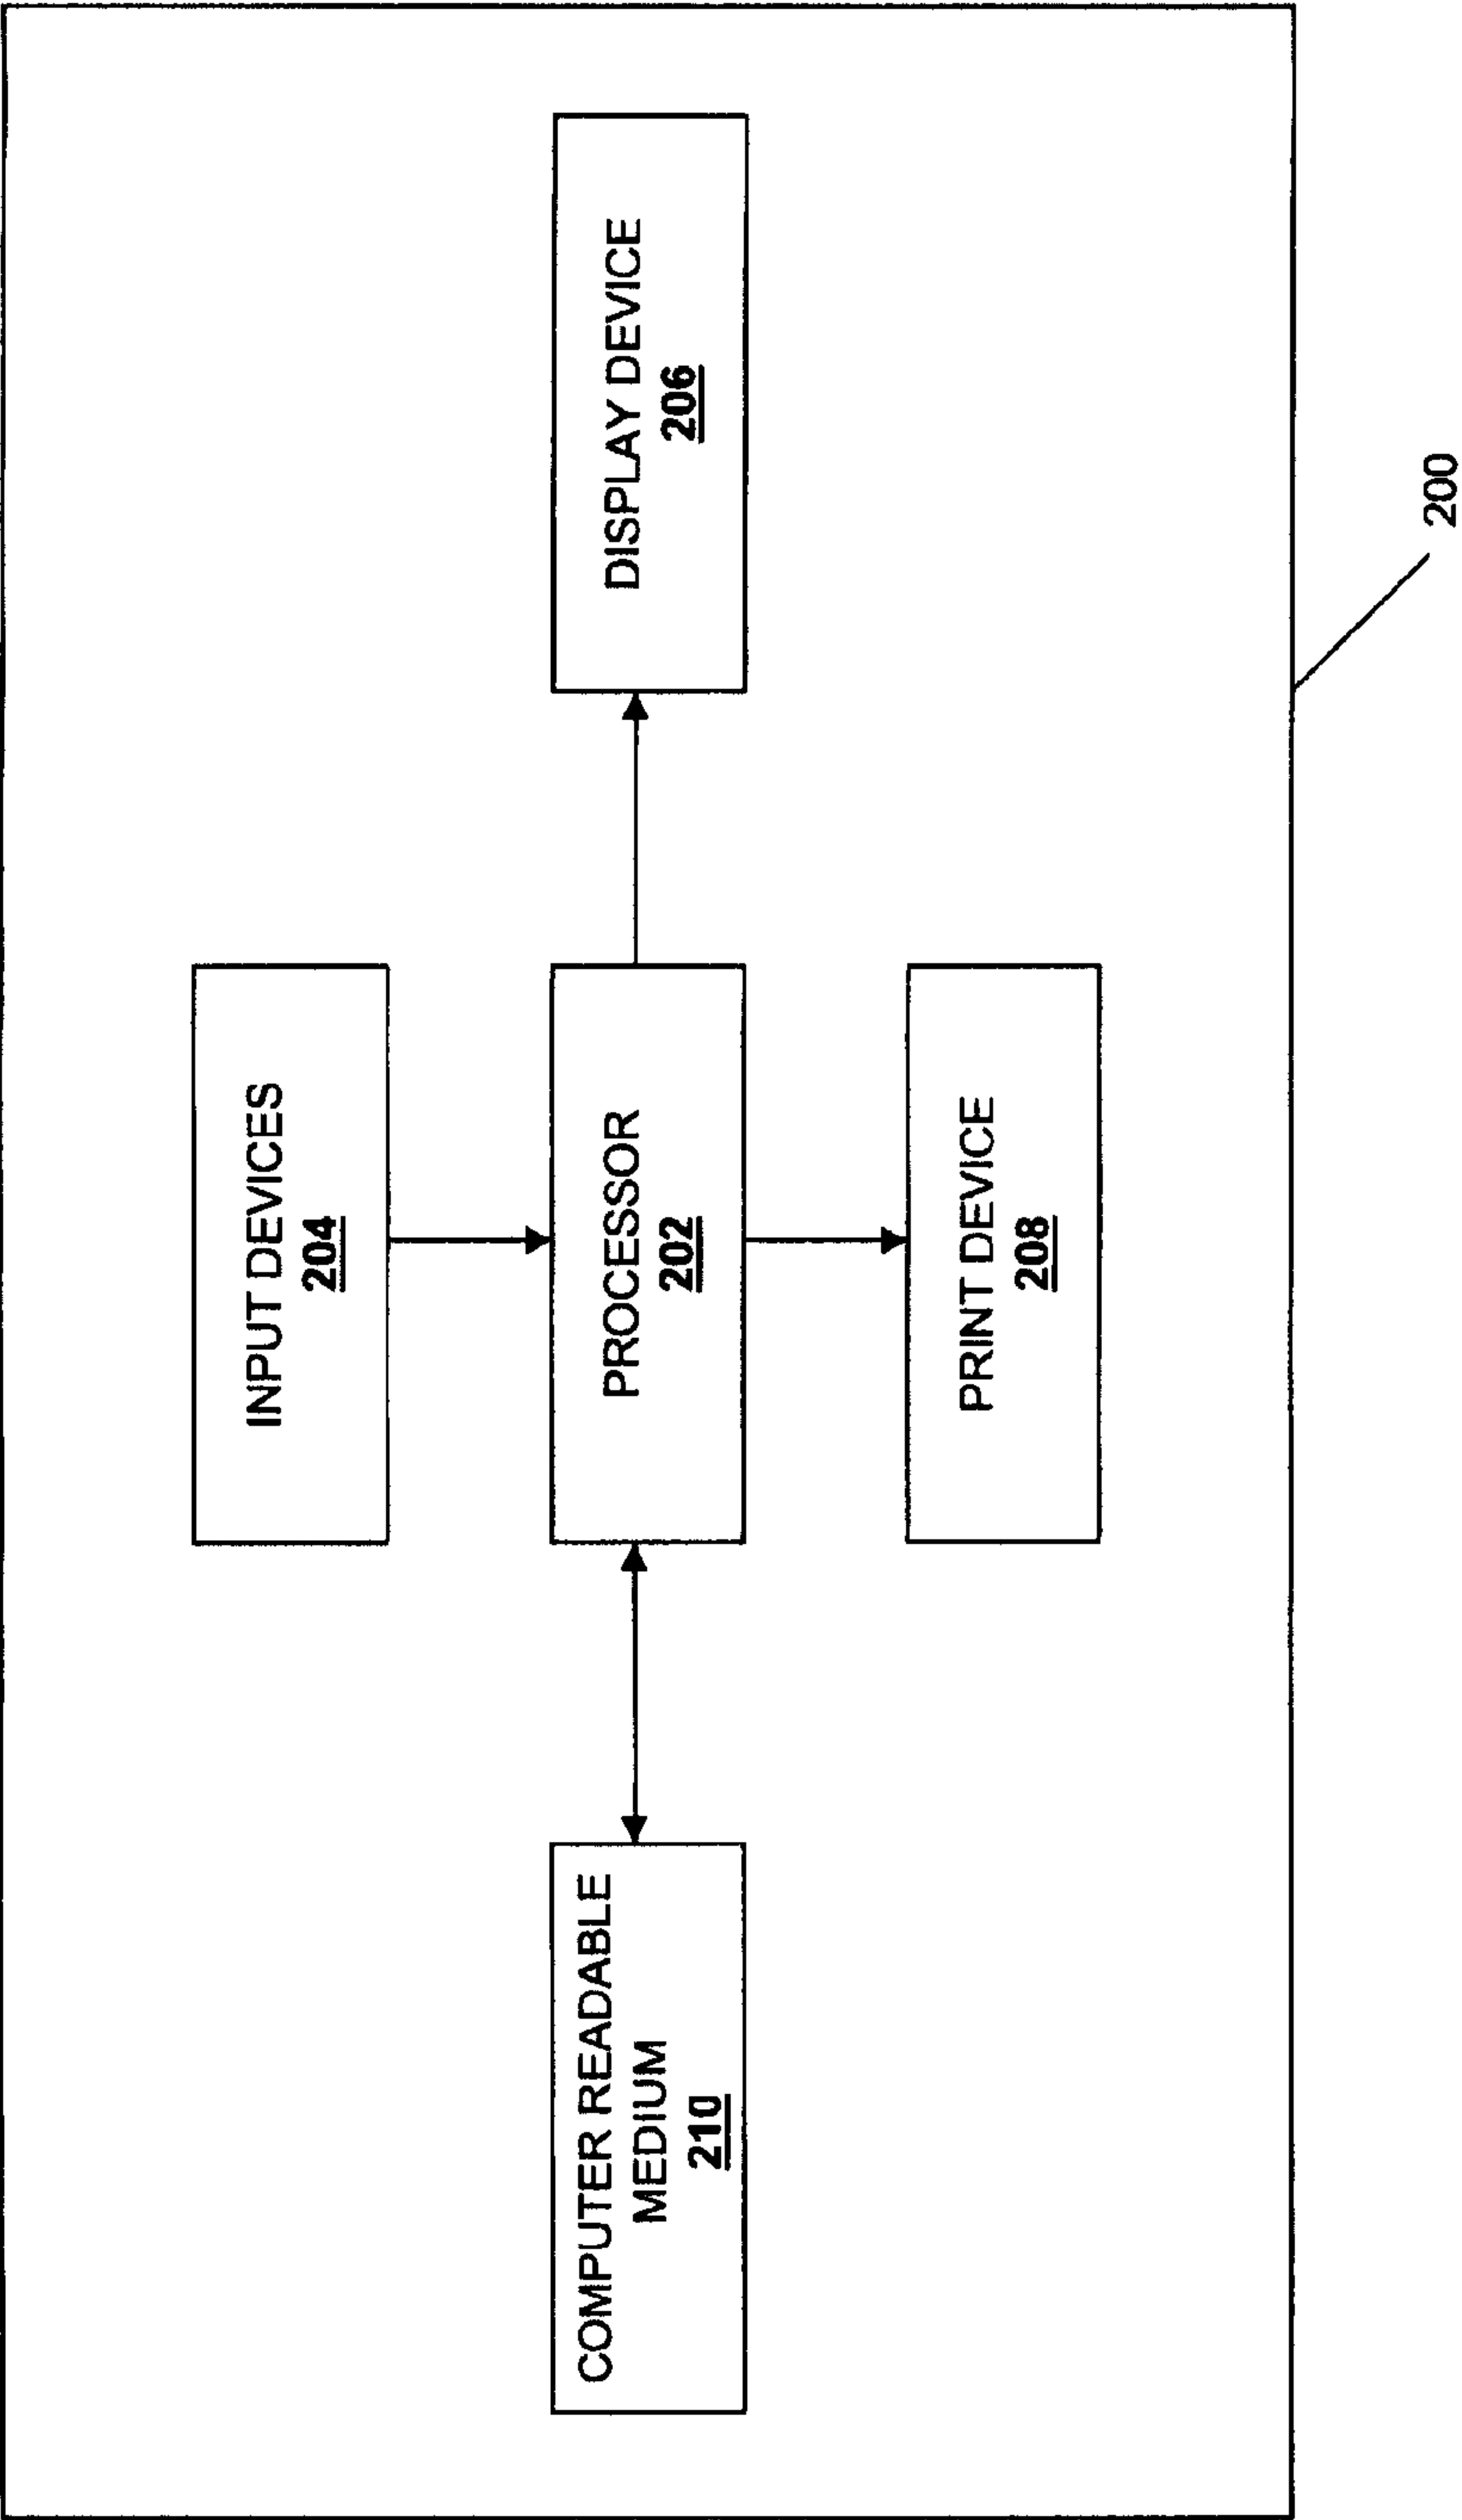 INPUT DEVICES
204
COMPUTER READABLE
MEDIUM
210
PROCESSOR
202
DISPLAY DEVICE
206
PRINT DEVICE
208
200